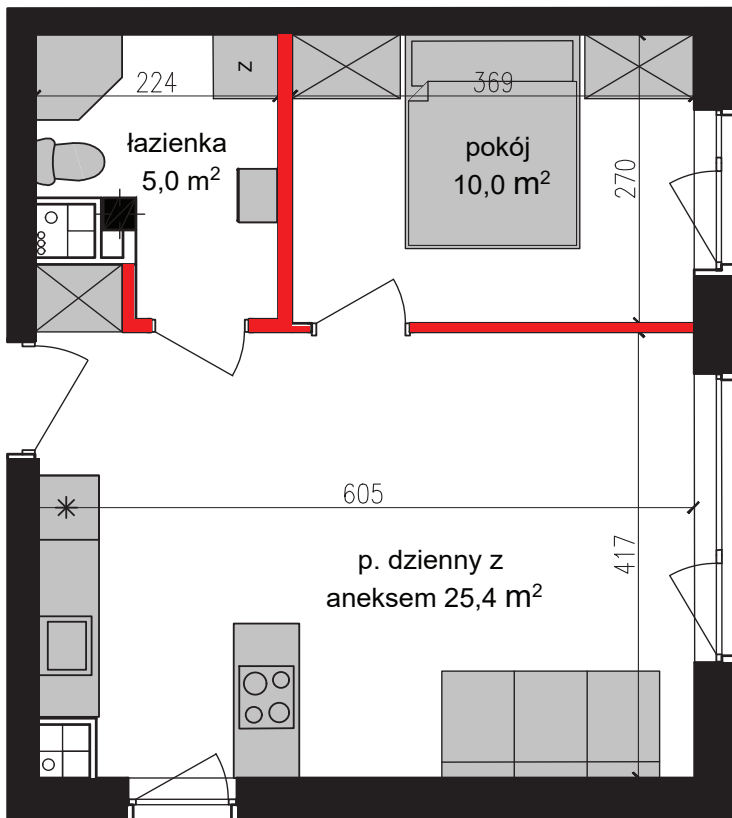 224
z
369
łazienka
5,0 m²
pokój
10,0 m²
270
605
417
p. dzienny z
aneksem 25,4 m²